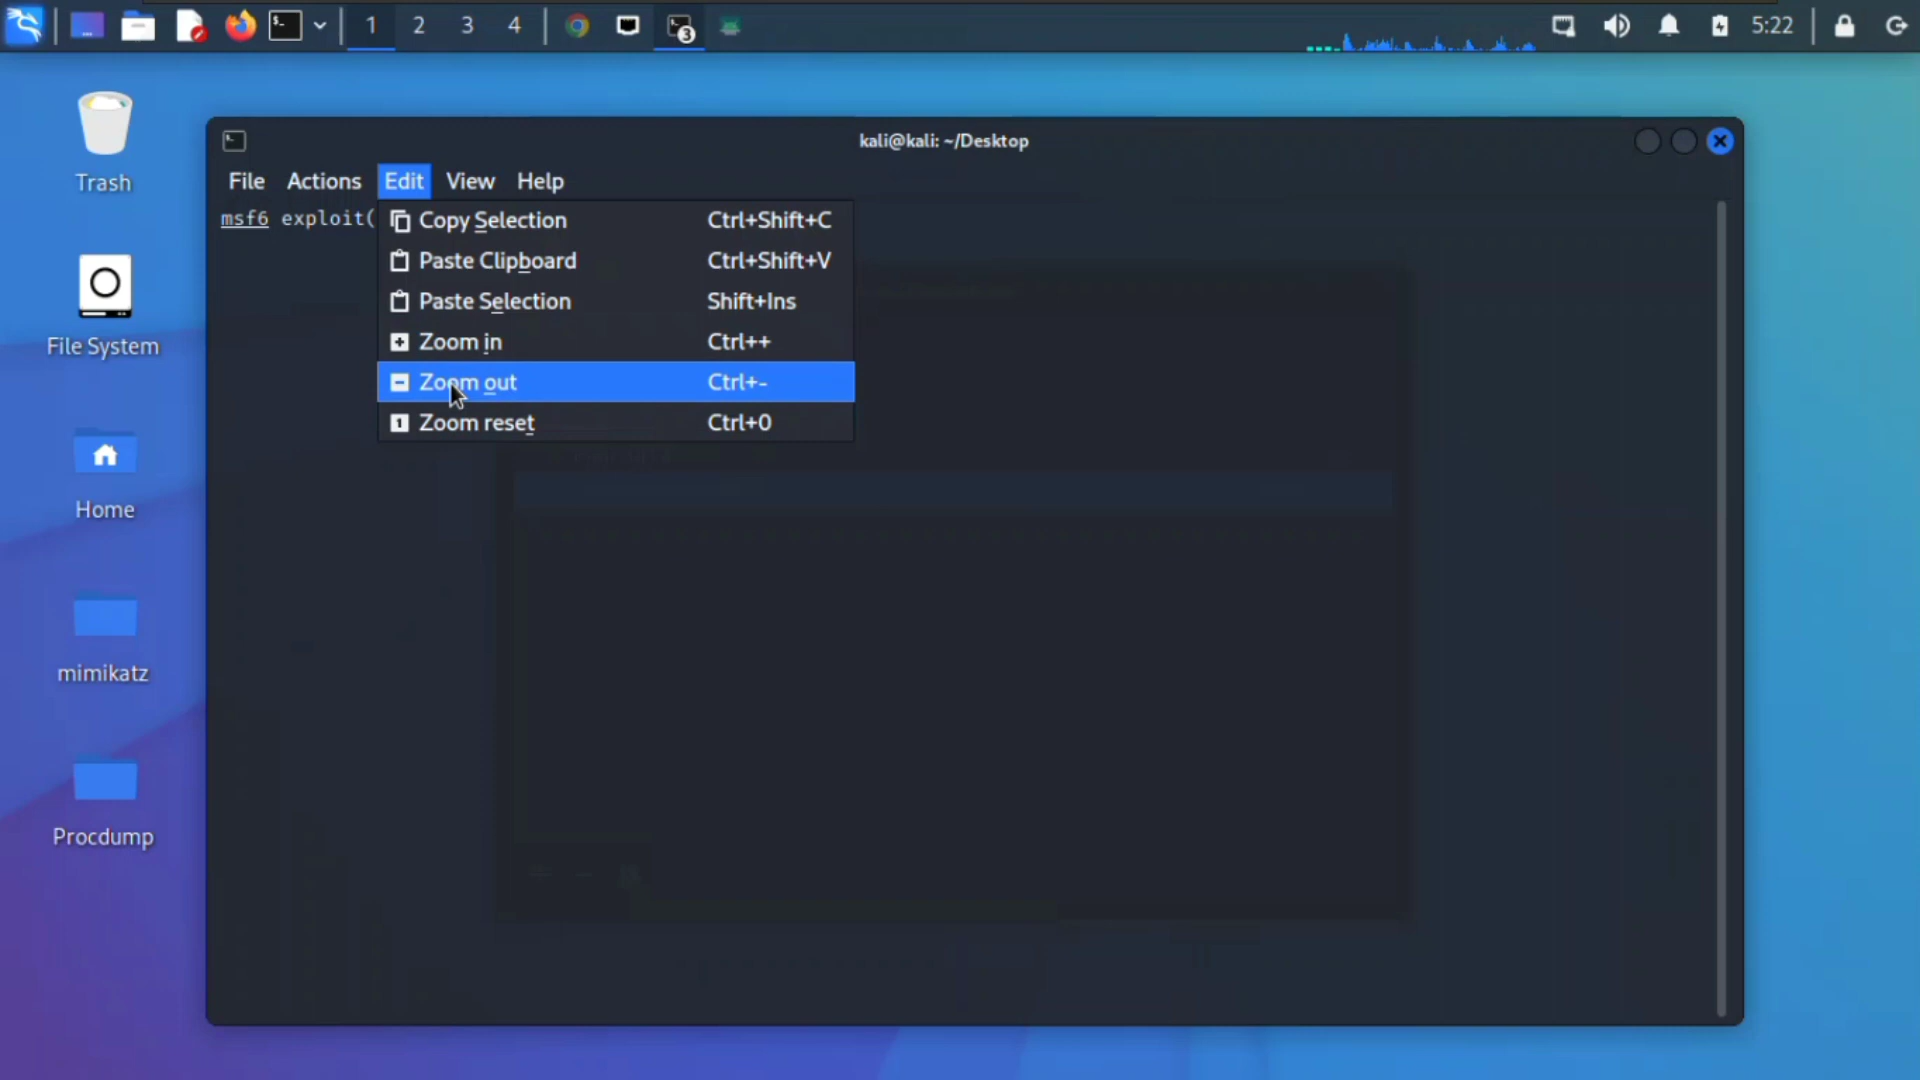 1 2 3 4 3 5:22
Trash
File System
Home
mimikatz
Procdump
kali@kali: ~/Desktop
File Actions Edit View Help
msf6 exploit(
Copy Selection Ctrl+Shift+C
Paste Clipboard Ctrl+Shift+V
Paste Selection Shift+Ins
Zoom in Ctrl++
Zoom out Ctrl+-
Zoom reset Ctrl+0